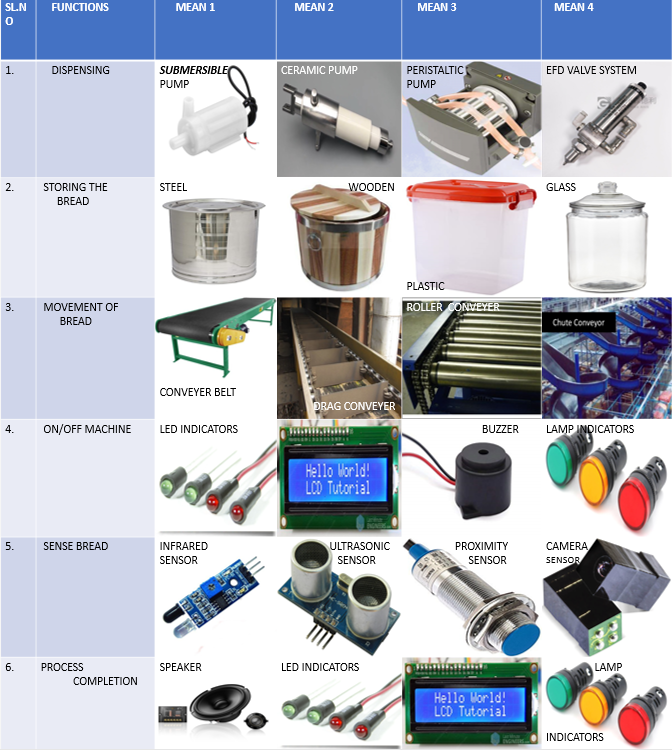 SL.N
O
FUNCTIONS
MEAN 1
MEAN 2
MEAN 3
MEAN 4
1.
DISPENSING
SUBMERSIBLE
PUMP
CERAMIC PUMP
PERISTALTIC
PUMP
EFD VALVE SYSTEM
2.
STORING THE
BREAD
STEEL
WOODEN
PLASTIC
GLASS
3.
MOVEMENT OF
BREAD
CONVEYER BELT
DRAG CONVEYER
ROLLER CONVEYER
Chute Conveyor
4.
ON/OFF MACHINE
LED INDICATORS
Hello World!
LCD Tutorial
BUZZER
LAMP INDICATORS
5.
SENSE BREAD
INFRARED
SENSOR
ULTRASONIC
SENSOR
PROXIMITY
SENSOR
CAMERA
SENSOR
6.
PROCESS
COMPLETION
SPEAKER
LED INDICATORS
Hello World!
LCD Tutorial
LAMP
INDICATORS